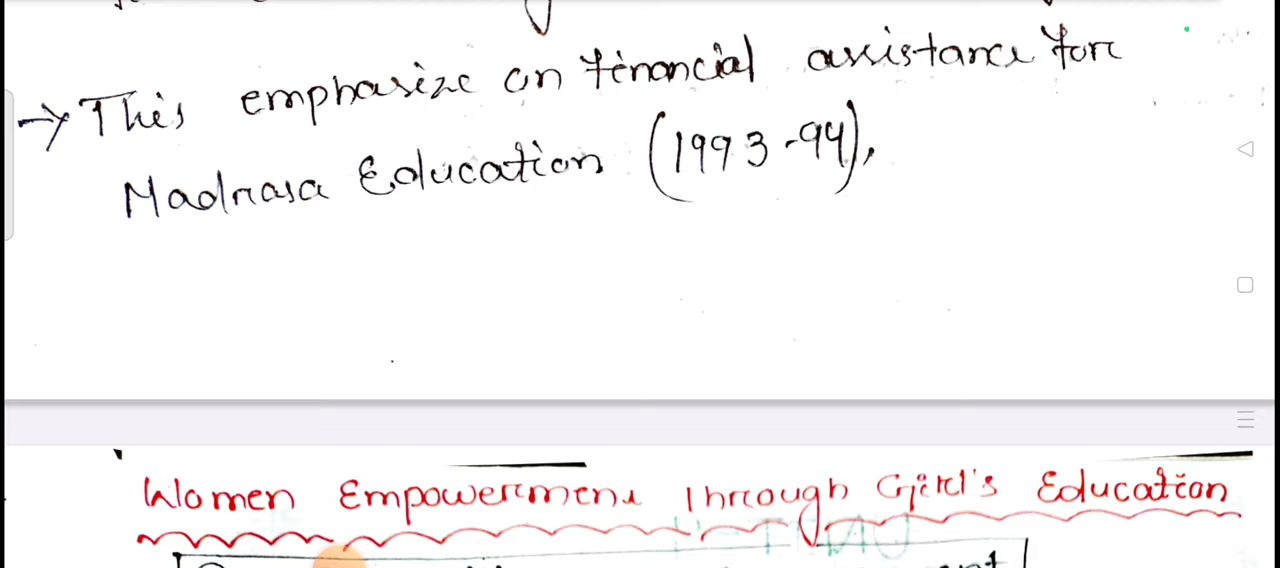 → This emphasize on financial assistance for
Madrasa Education (1993-94),
Women Empowerment Through Girl's Education